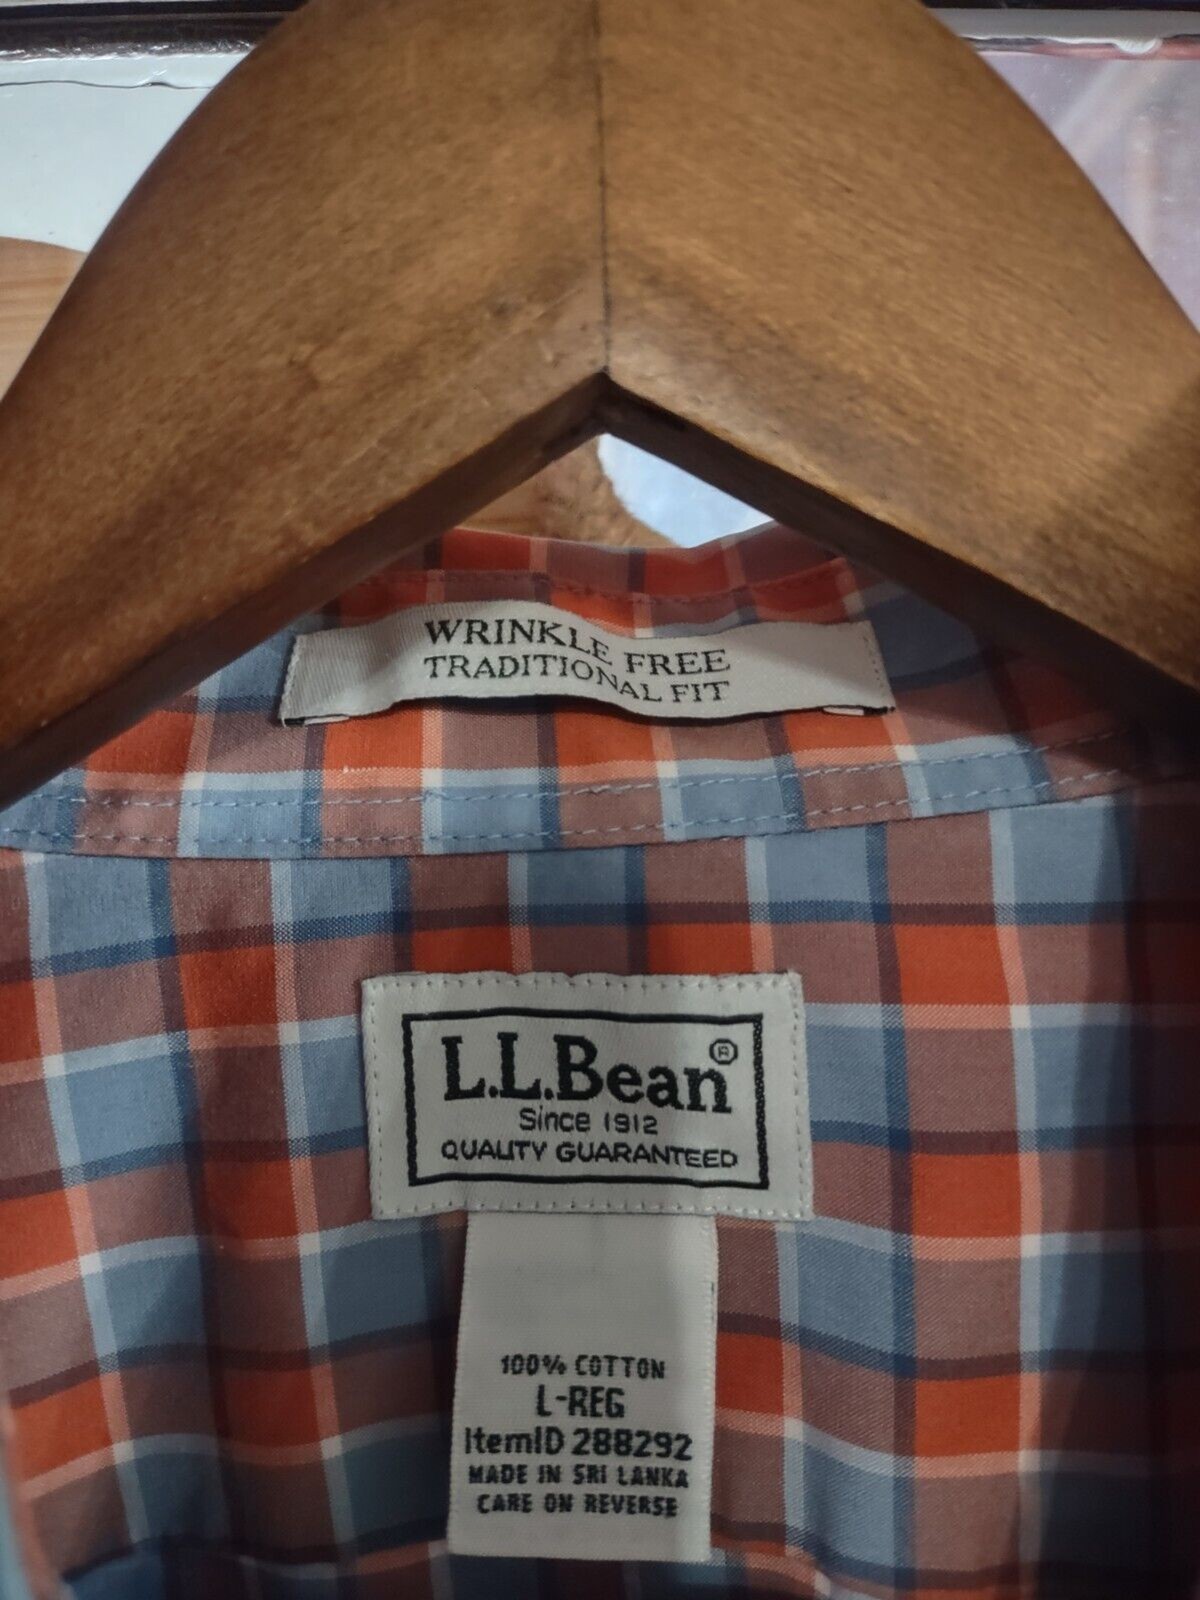 WRINKLE FREE
TRADITIONAL FIT
L.L.Bean®
Since 1912
QUALITY GUARANTEED
100% COTTON
L-REG
ItemID 288292
MADE IN SRI LANKA
CARE ON REVERSE